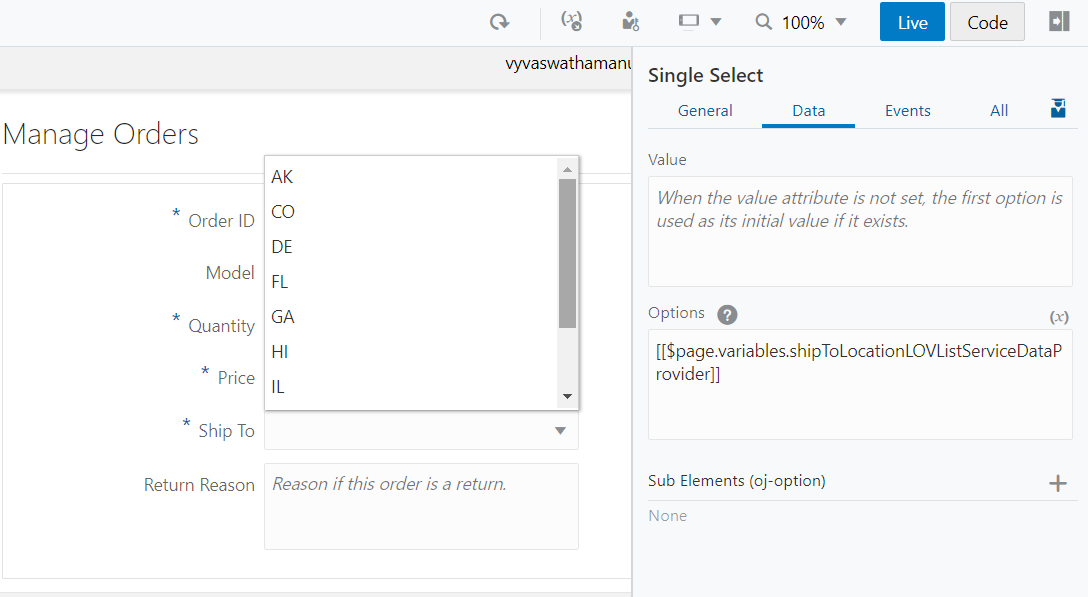 (x)
100%
Live
Code
vyvaswathamanu
Manage Orders
* Order ID
Model
* Quantity
* Price
* Ship To
Return Reason
AK
CO
DE
FL
GA
HI
IL
Reason if this order is a return.
Single Select
General
Data
Events
All
Value
When the value attribute is not set, the first option is
used as its initial value if it exists.
Options ?
(x)
[[$page.variables.shipToLocationLOVListServiceDataP
rovider]]
Sub Elements (oj-option)
None